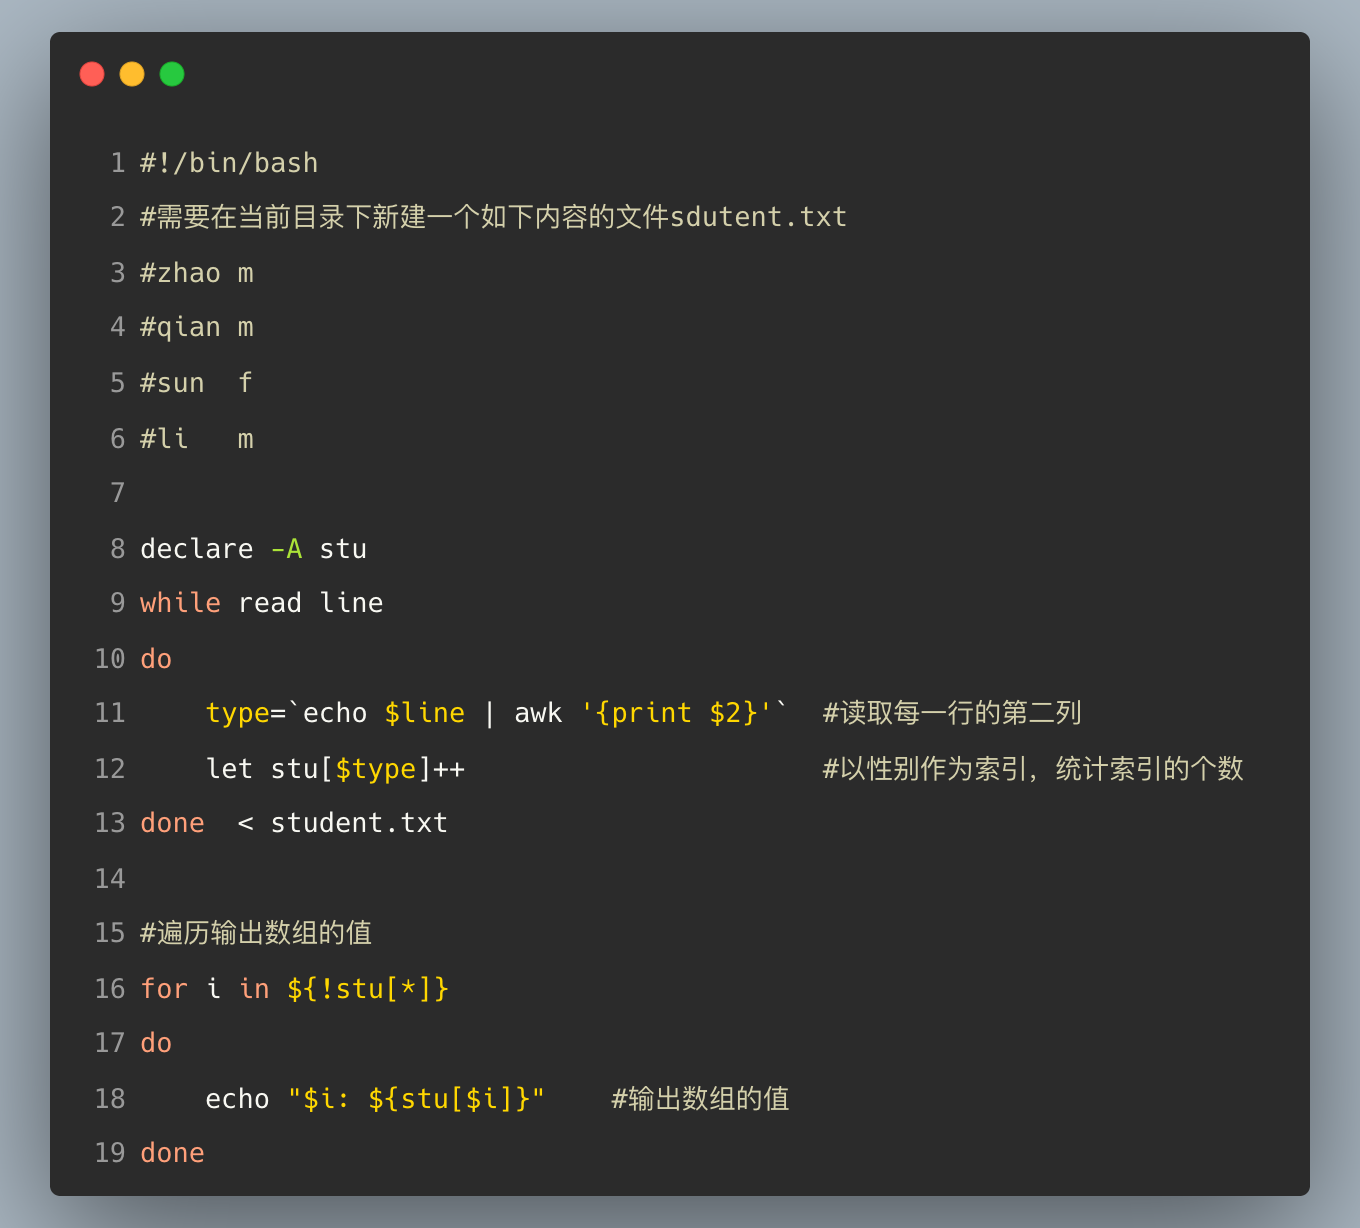 1 #!/bin/bash
2 #需要在当前目录下新建一个如下内容的文件sdutent.txt
3 #zhao m
4 #qian m
5 #sun  f
6 #li   m
7
8 declare -A stu
9 while read line
10 do
11     type=`echo $line | awk '{print $2}'`  #读取每一行的第二列
12     let stu[$type]++                      #以性别作为索引，统计索引的个数
13 done  < student.txt
14
15 #遍历输出数组的值
16 for i in ${!stu[*]}
17 do
18     echo "$i: ${stu[$i]}"    #输出数组的值
19 done